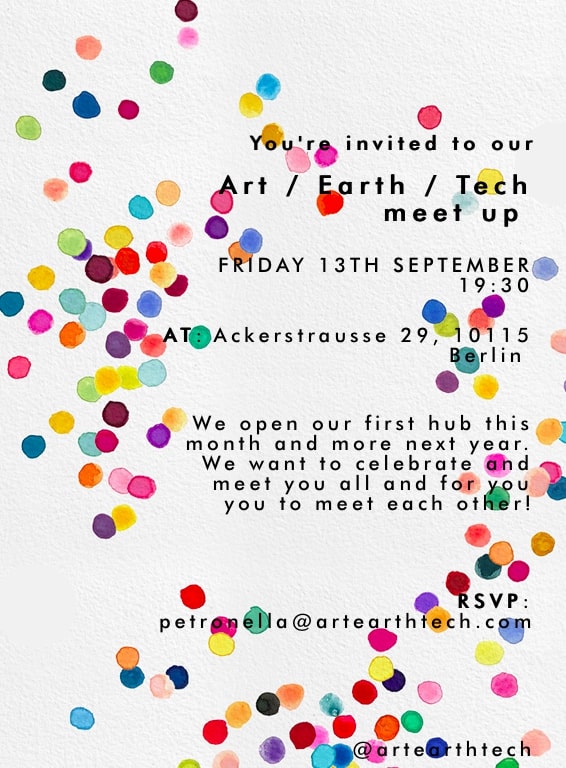 You're invited to our
Art / Earth / Tech
meet up
FRIDAY 13TH SEPTEMBER
19:30
AT: Ackerstrausse 29, 10115
Berlin
We open our first hub this
month and more next year.
We want to celebrate and
meet you all and for you
you to meet each other!
RSVP:
petronella@artearthtech.com
@artearthtech